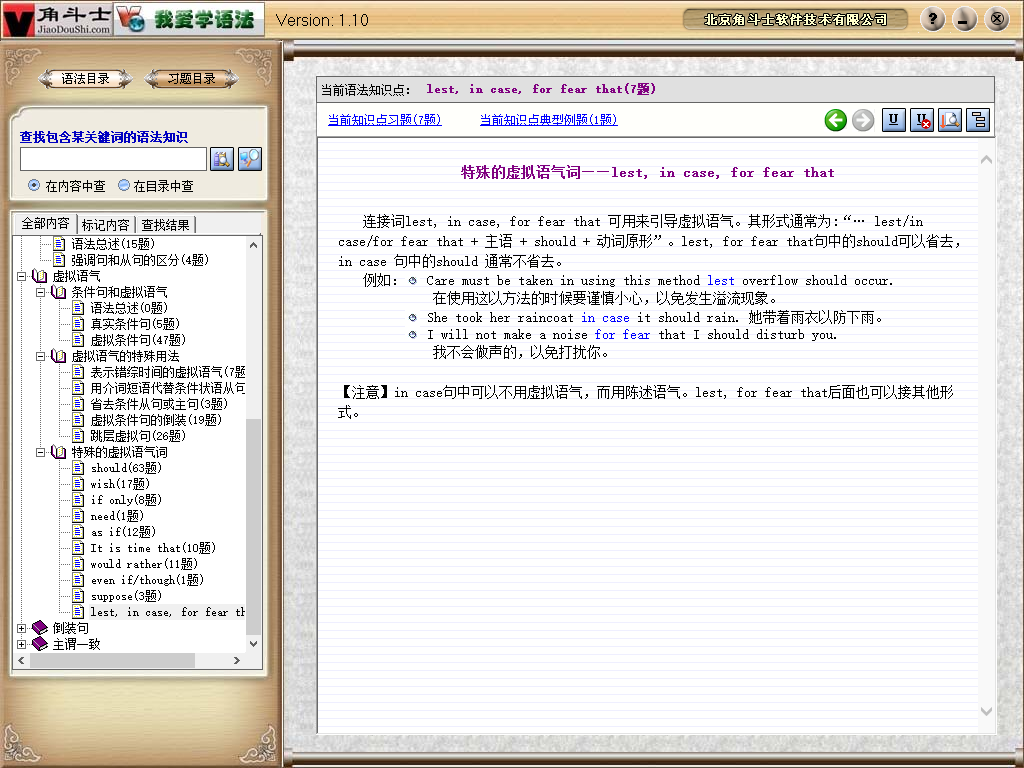 角斗士
JiaoDouShi.com
我爱学语法
Version: 1.10
北京角斗士软件技术有限公司
?
语法目录
习题目录
查找包含某关键词的语法知识
在内容中查
在目录中查
全部内容
标记内容
查找结果
语法总述(15题)
强调句和从句的区分(4题)
虚拟语气
条件句和虚拟语气
语法总述(0题)
真实条件句(5题)
虚拟条件句(47题)
虚拟语气的特殊用法
表示错综时间的虚拟语气(7题
用介词短语代替条件状语从句
省去条件从句或主句(3题)
虚拟条件句的倒装(19题)
跳层虚拟句(26题)
特殊的虚拟语气词
should(63题)
wish(17题)
if only(8题)
need(1题)
as if(12题)
It is time that(10题)
would rather(11题)
even if/though(1题)
suppose(3题)
lest, in case, for fear th
倒装句
主谓一致
当前语法知识点: lest, in case, for fear that(7题)
当前知识点习题(7题)
当前知识点典型例题(1题)
U
U
特殊的虚拟语气词——lest, in case, for fear that
连接词lest, in case, for fear that 可用来引导虚拟语气。其形式通常为:“… lest/in
case/for fear that + 主语 + should + 动词原形”。lest, for fear that句中的should可以省去,
in case 句中的should 通常不省去。
例如: Care must be taken in using this method lest overflow should occur.
在使用这以方法的时候要谨慎小心,以免发生溢流现象。
She took her raincoat in case it should rain. 她带着雨衣以防下雨。
I will not make a noise for fear that I should disturb you.
我不会做声的,以免打扰你。
【注意】in case句中可以不用虚拟语气,而用陈述语气。lest, for fear that后面也可以接其他形
式。